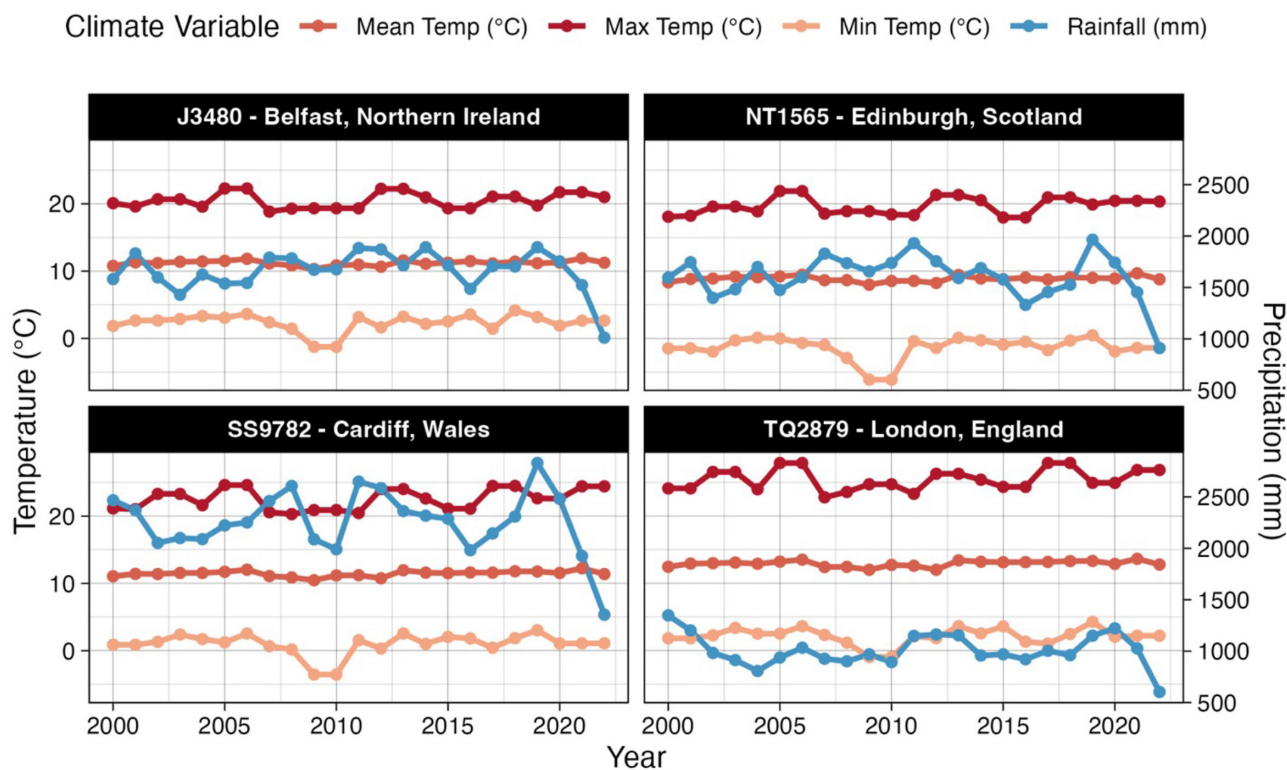 Climate Variable Mean Temp (°C) Max Temp (°C) Min Temp (°C) Rainfall (mm)
J3480 - Belfast, Northern Ireland
NT1565 - Edinburgh, Scotland
20
10
0
2500
2000
1500
1000
500
SS9782 - Cardiff, Wales
TQ2879 - London, England
20
10
0
2500
2000
1500
1000
500
Temperature (°C)
Precipitation (mm)
2000 2005 2010 2015 2020
2000 2005 2010 2015 2020
Year